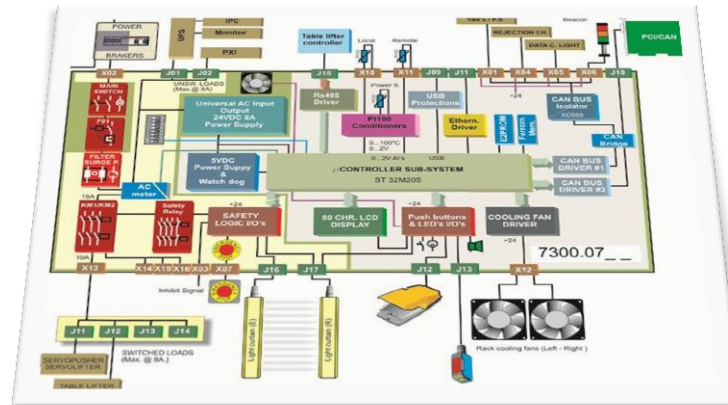 POWER
BRAKERS
UPS
IPC
Monitor
PXI
Table lifter
controller
Local
Remote
REJECTION CH.
DATA C. LIGHT
Beacon
PCI/CAN
X02
J01
J02
J15
X10
X11
J09
J11
X01
X04
X05
X06
J10
MAIN
SWITCH
UNSW. LOADS
(Max. @ 8A)
Rs485
Driver
Power S.
USB
Protections
+24
CAN BUS
Isolator
Universal AC Input
Output
24VDC 8A
Power Supply
Pt100
Conditioners
Ethern.
Driver
E2PROM
CAN
Bridge
FILTER
SURGE P.
0...100°C
0...2V
0...2V AI's
USB
5VDC
Power Suppy
& Watch dog
µCONTROLLER SUB-SYSTEM
ST 32M205
CAN BUS
DRIVER #1
CAN BUS
DRIVER #2
AC
meter
10A
KM1/KM2
Safety
Relay
+24
SAFETY
LOGIC I/O's
80 CHR. LCD
DISPLAY
+24
Push buttons
& LED's I/O's
COOLING FAN
DRIVER
+24
7300.07_ _
10A
X13
X14
X15
X16
X03
X07
J16
J17
J12
J13
X12
Inhibit Signal
Light curtain (E)
Light curtain (R)
J11
J12
J13
J14
SWITCHED LOADS
(Max. @ 8A.)
SERVOPUSHER
SERVOLIFTER
TABLE LIFTER
Rack cooling fans (Left - Right )